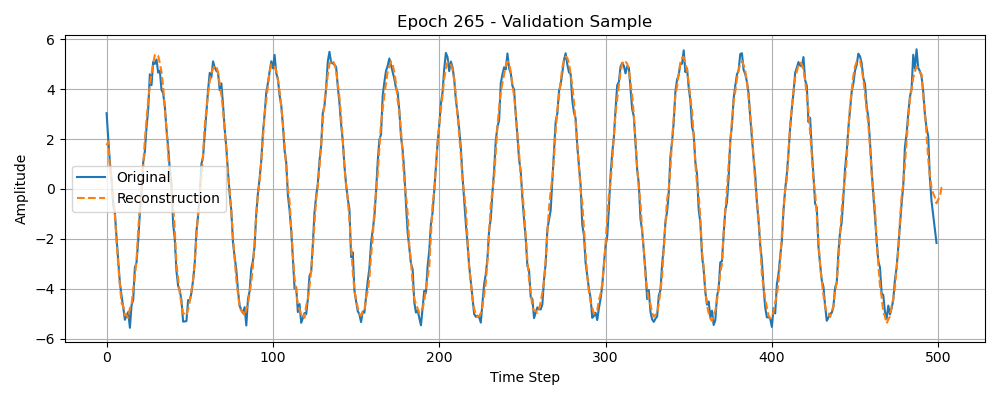 Epoch 265 - Validation Sample
6
4
2
0
−2
−4
−6
Amplitude
Original
Reconstruction
0 100 200 300 400 500
Time Step